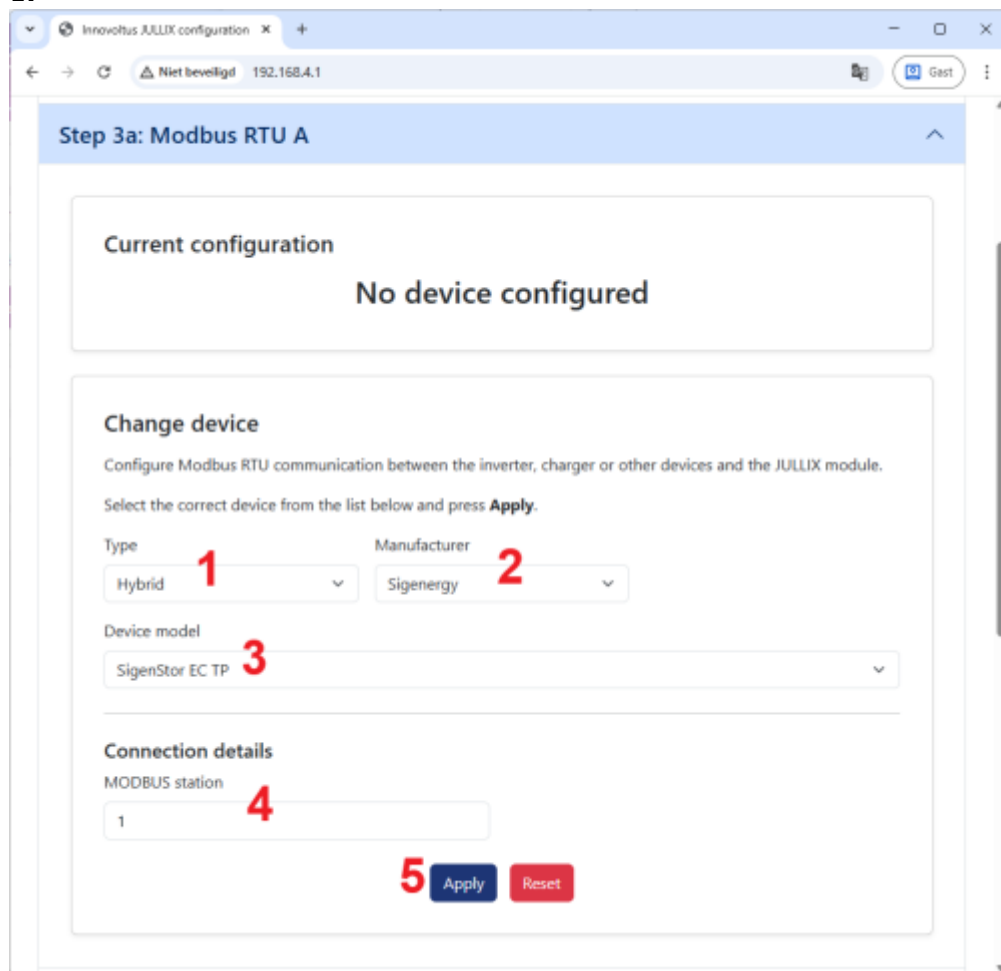 Innovoltus JULLIX configuration
Niet beveiligd 192.168.4.1
Gast
Step 3a: Modbus RTU A
Current configuration
No device configured
Change device
Configure Modbus RTU communication between the inverter, charger or other devices and the JULLIX module.
Select the correct device from the list below and press Apply.
Type Manufacturer
1 2
Hybrid Sigenergy
Device model
3
SigenStor EC TP
Connection details
MODBUS station
4
1
5 Apply Reset